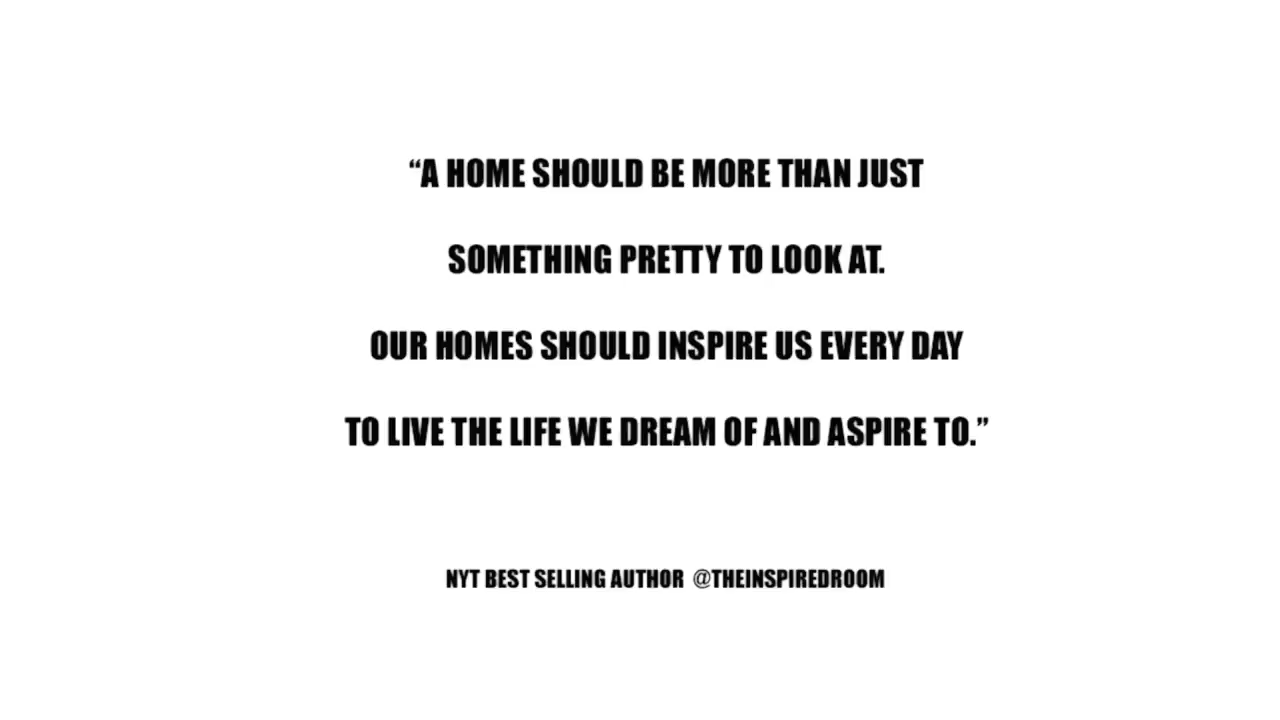 “A HOME SHOULD BE MORE THAN JUST
SOMETHING PRETTY TO LOOK AT.
OUR HOMES SHOULD INSPIRE US EVERY DAY
TO LIVE THE LIFE WE DREAM OF AND ASPIRE TO.”
NYT BEST SELLING AUTHOR @THEINSPIREDROOM